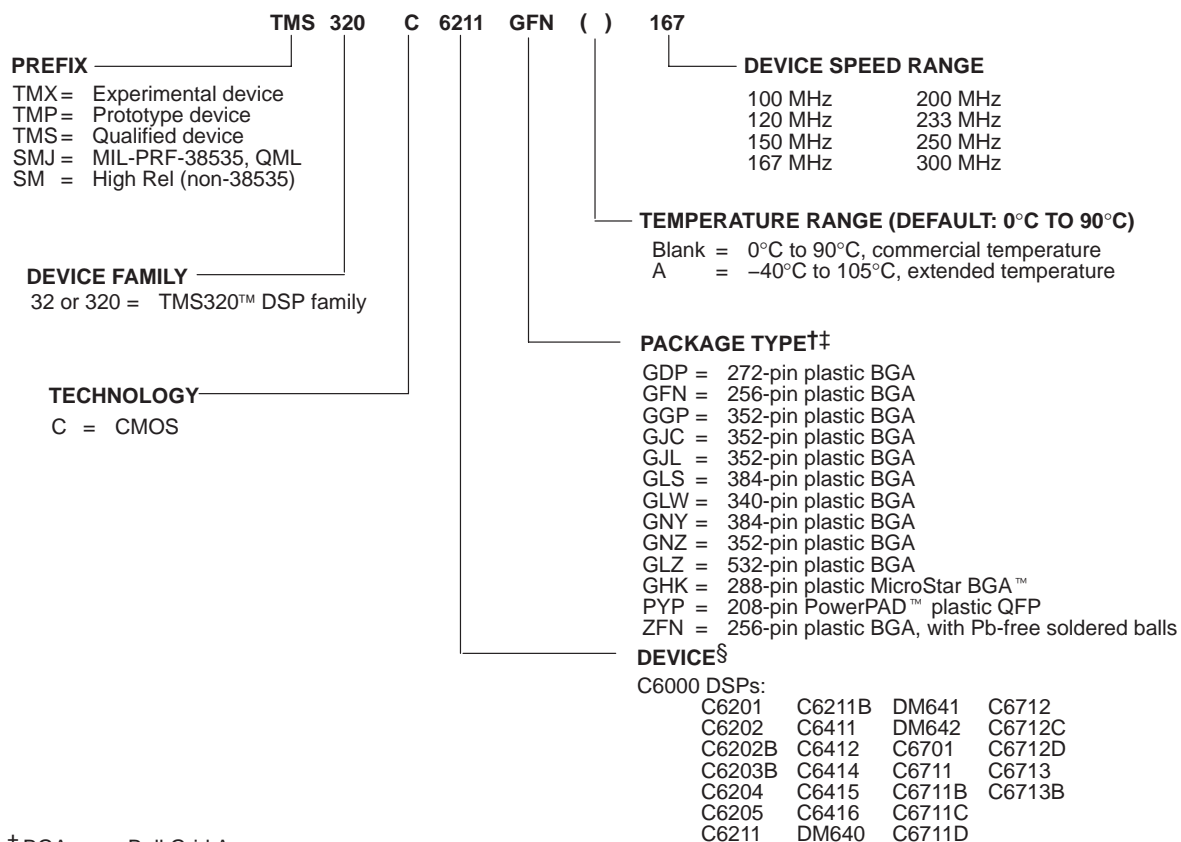 TMS 320 C 6211 GFN ( ) 167
PREFIX
TMX = Experimental device
TMP = Prototype device
TMS = Qualified device
SMJ = MIL-PRF-38535, QML
SM = High Rel (non-38535)
DEVICE SPEED RANGE
100 MHz 200 MHz
120 MHz 233 MHz
150 MHz 250 MHz
167 MHz 300 MHz
TEMPERATURE RANGE (DEFAULT: 0°C TO 90°C)
Blank = 0°C to 90°C, commercial temperature
A = −40°C to 105°C, extended temperature
DEVICE FAMILY
32 or 320 = TMS320™ DSP family
PACKAGE TYPE†‡
GDP = 272-pin plastic BGA
GFN = 256-pin plastic BGA
GGP = 352-pin plastic BGA
GJC = 352-pin plastic BGA
GJL = 352-pin plastic BGA
GLS = 384-pin plastic BGA
GLW = 340-pin plastic BGA
GNY = 384-pin plastic BGA
GNZ = 352-pin plastic BGA
GLZ = 532-pin plastic BGA
GHK = 288-pin plastic MicroStar BGA™
PYP = 208-pin PowerPAD™ plastic QFP
ZFN = 256-pin plastic BGA, with Pb-free soldered balls
TECHNOLOGY
C = CMOS
DEVICE§
C6000 DSPs:
C6201 C6211B DM641 C6712
C6202 C6411 DM642 C6712C
C6202B C6412 C6701 C6712D
C6203B C6414 C6711 C6713
C6204 C6415 C6711B C6713B
C6205 C6416 C6711C
C6211 DM640 C6711D